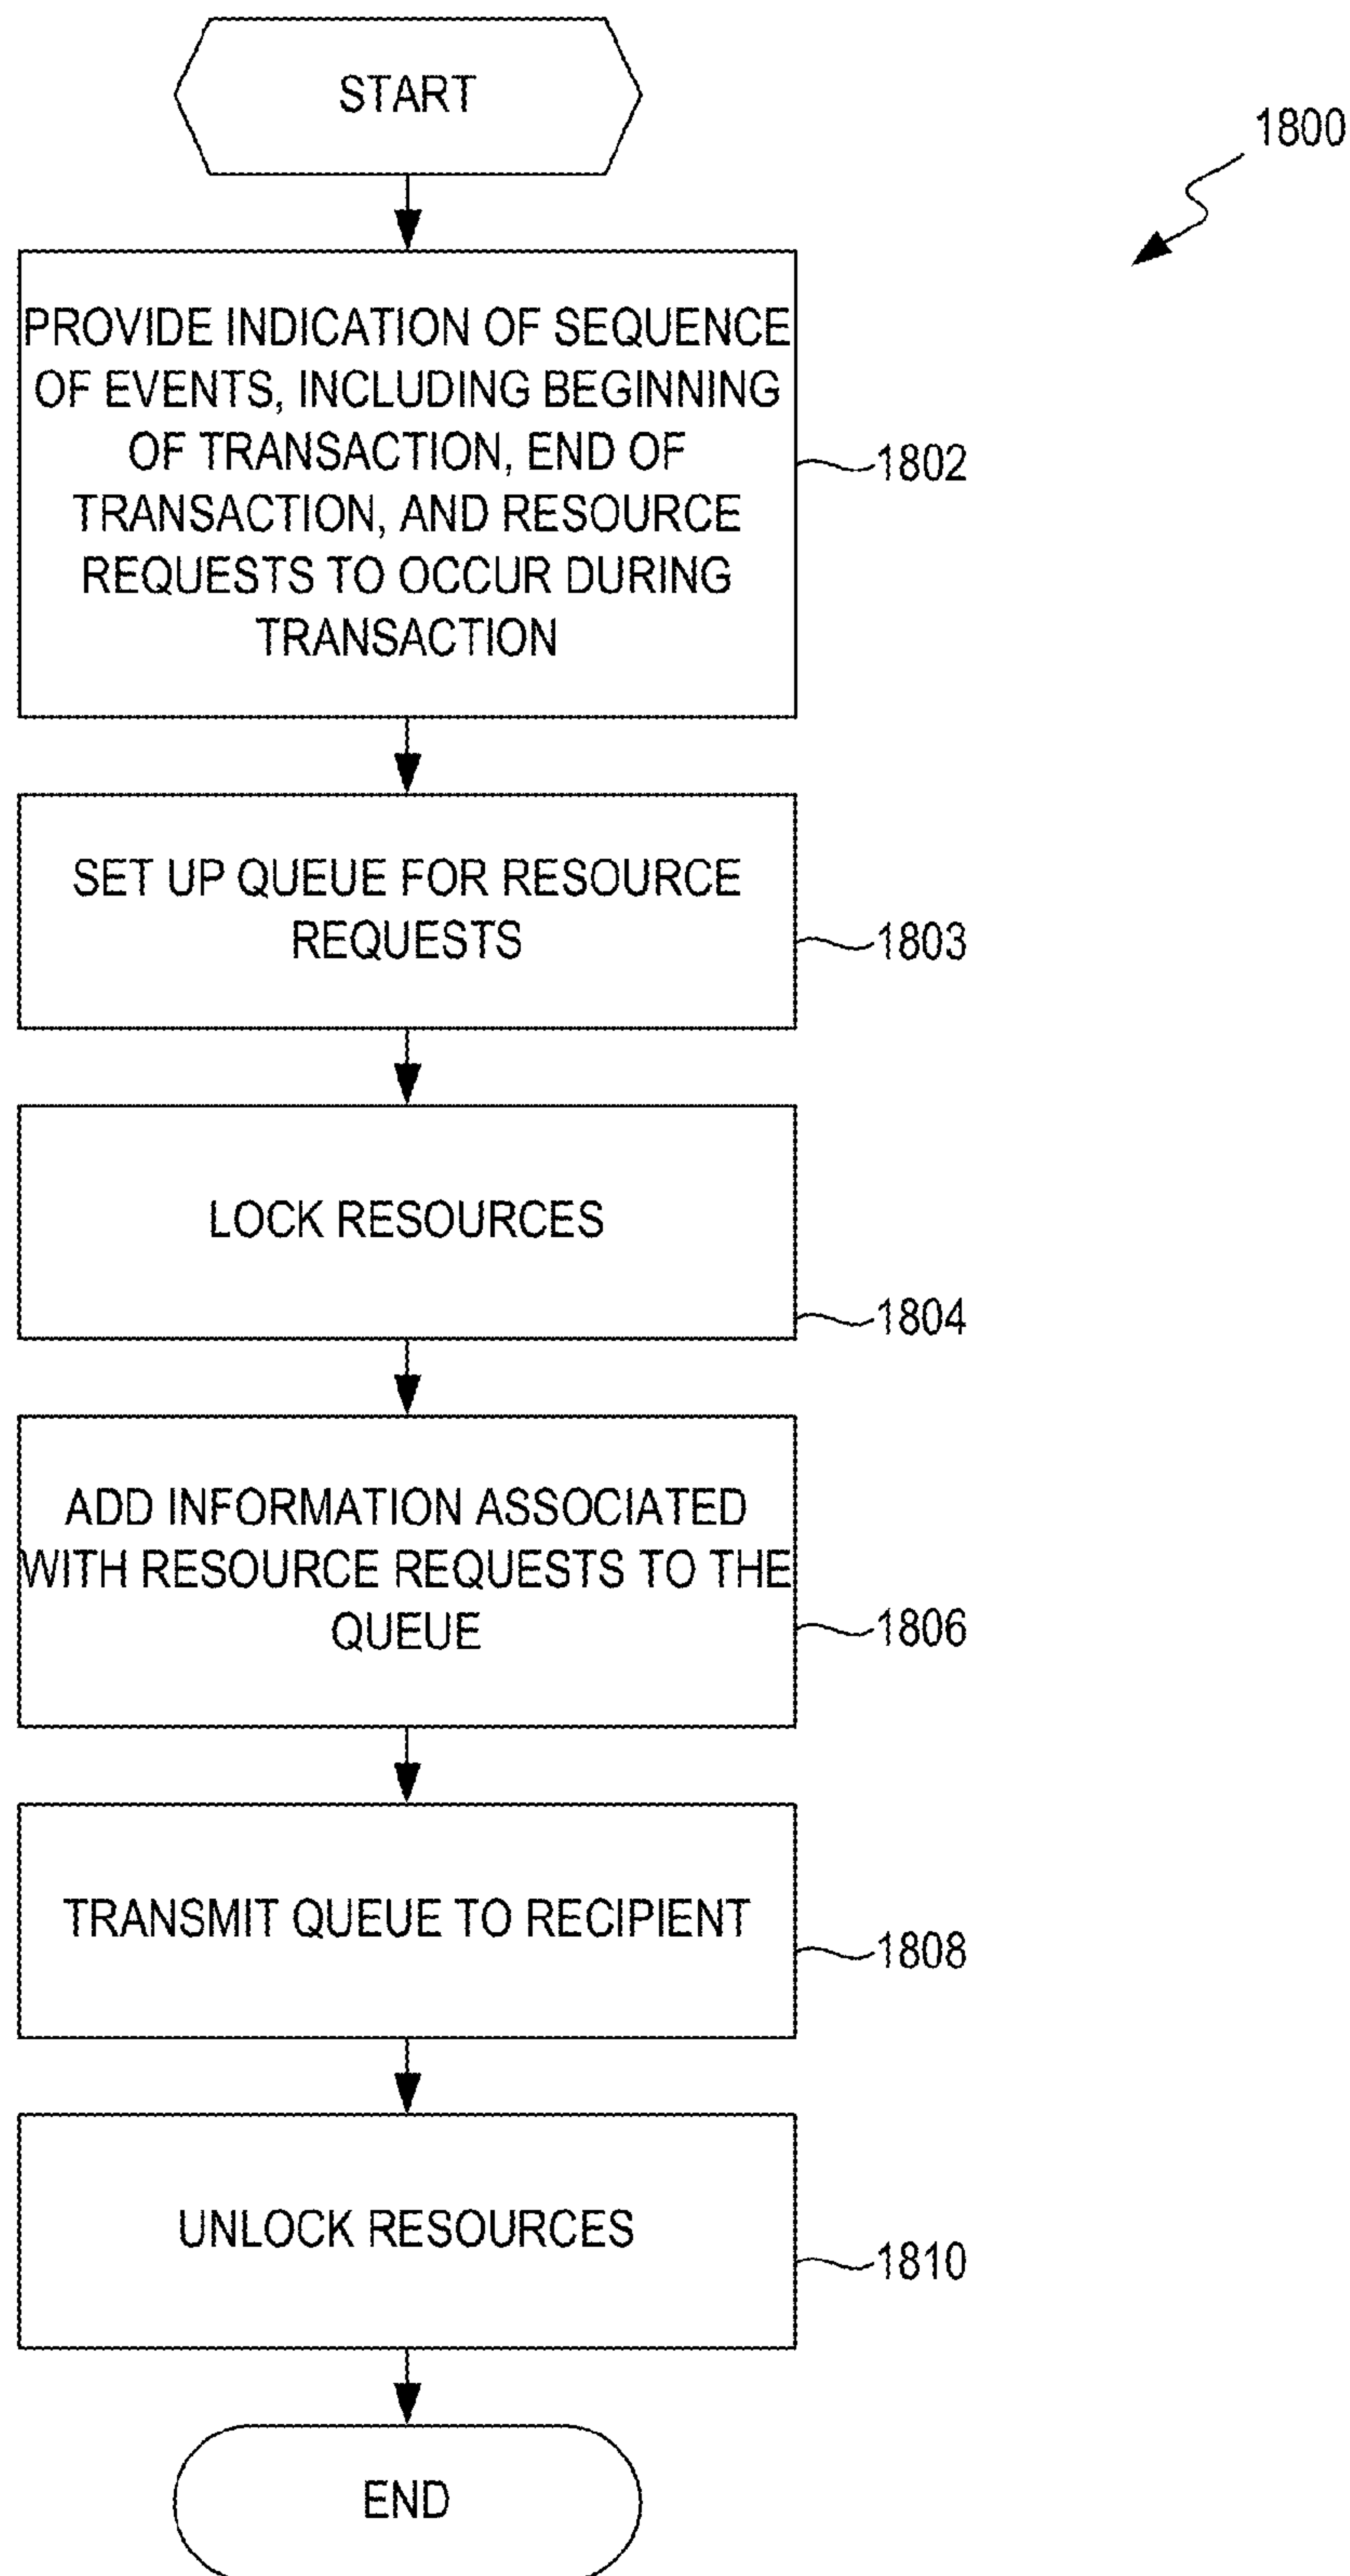 START
1800
PROVIDE INDICATION OF SEQUENCE
OF EVENTS, INCLUDING BEGINNING
OF TRANSACTION, END OF
TRANSACTION, AND RESOURCE
REQUESTS TO OCCUR DURING
TRANSACTION
1802
SET UP QUEUE FOR RESOURCE
REQUESTS
1803
LOCK RESOURCES
1804
ADD INFORMATION ASSOCIATED
WITH RESOURCE REQUESTS TO THE
QUEUE
1806
TRANSMIT QUEUE TO RECIPIENT
1808
UNLOCK RESOURCES
1810
END